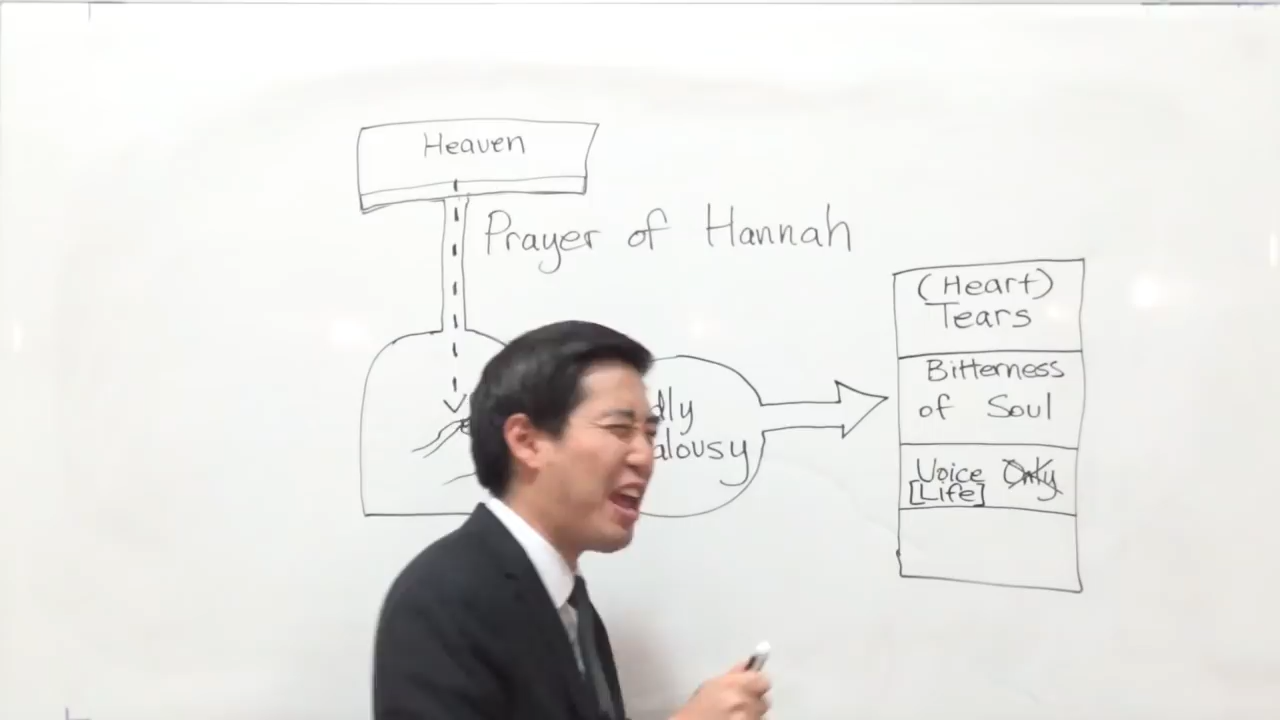 Heaven
Prayer of Hannah
(Heart)
Tears
Bitterness
of Soul
Voice Only
[Life]